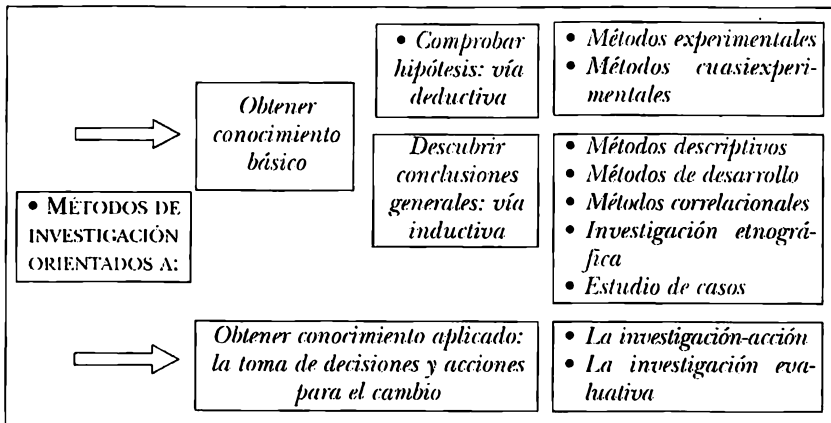 • MÉTODOS DE
INVESTIGACIÓN
ORIENTADOS A:
Obtener
conocimiento
básico
• Comprobar
hipótesis: vía
deductiva
• Métodos experimentales
• Métodos cuasiexperi-
mentales
Descubrir
conclusiones
generales: vía
inductiva
• Métodos descriptivos
• Métodos de desarrollo
• Métodos correlacionales
• Investigación etnográ-
fica
• Estudio de casos
Obtener conocimiento aplicado:
la toma de decisiones y acciones
para el cambio
• La investigación-acción
• La investigación eva-
luativa